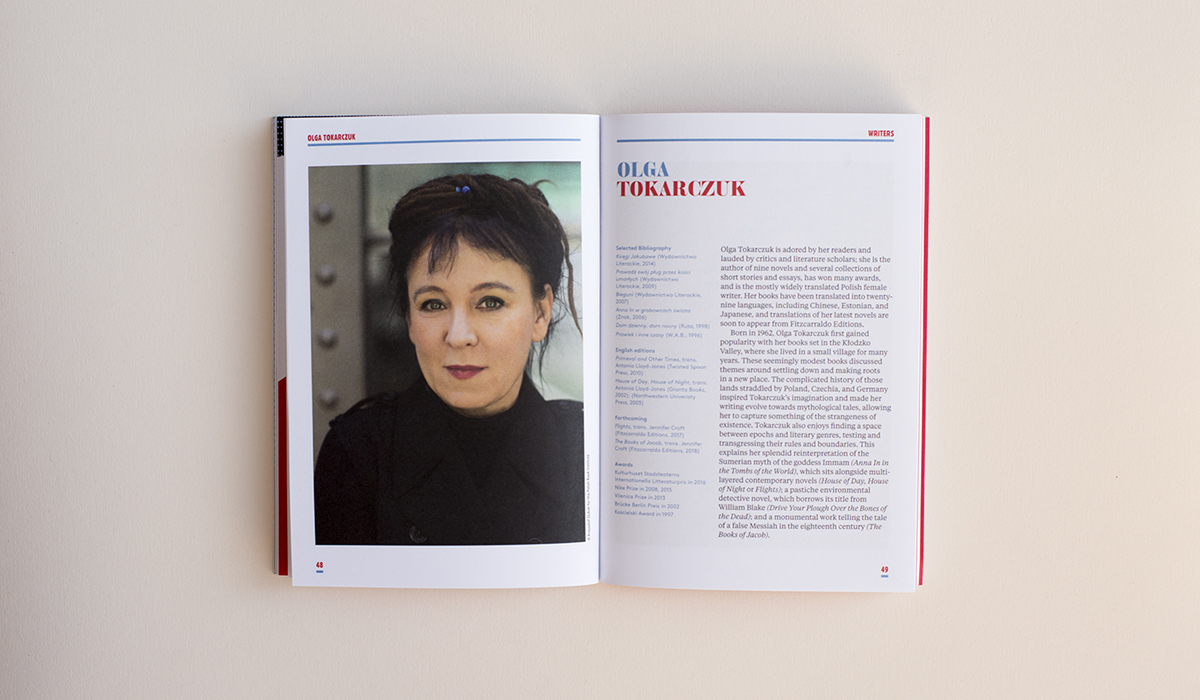 OLGA TOKARCZUK
48
WRITERS
OLGA
TOKARCZUK
Selected Bibliography
Księgi Jakubowe (Wydawnictwo
Literackie, 2014)
Prowadź swój pług przez kości
umarłych (Wydawnictwo
Literackie, 2009)
Bieguni (Wydawnictwo Literackie,
2007)
Anna In w grobowcach świata
(Znak, 2006)
Dom dzienny, dom nocny (Ruta, 1998)
Prawiek i inne czasy (W.A.B., 1996)
English editions
Primeval and Other Times, trans.
Antonia Lloyd-Jones (Twisted Spoon
Press, 2010)
House of Day, House of Night, trans.
Antonia Lloyd-Jones (Granta Books,
2002); (Northwestern University
Press, 2003)
Forthcoming
Flights, trans. Jennifer Croft
(Fitzcarraldo Editions, 2017)
The Books of Jacob, trans. Jennifer
Croft (Fitzcarraldo Editions, 2018)
Awards
Kulturhuset Stadsteaterns
Internationella Litteraturpris in 2016
Nike Prize in 2008, 2015
Vilenica Prize in 2013
Brücke Berlin Preis in 2002
Kościelski Award in 1997
Olga Tokarczuk is adored by her readers and
lauded by critics and literature scholars; she is the
author of nine novels and several collections of
short stories and essays, has won many awards,
and is the mostly widely translated Polish female
writer. Her books have been translated into twenty-
nine languages, including Chinese, Estonian, and
Japanese, and translations of her latest novels are
soon to appear from Fitzcarraldo Editions.
Born in 1962, Olga Tokarczuk first gained
popularity with her books set in the Kłodzko
Valley, where she lived in a small village for many
years. These seemingly modest books discussed
themes around settling down and making roots
in a new place. The complicated history of those
lands straddled by Poland, Czechia, and Germany
inspired Tokarczuk's imagination and made her
writing evolve towards mythological tales, allowing
her to capture something of the strangeness of
existence. Tokarczuk also enjoys finding a space
between epochs and literary genres, testing and
transgressing their rules and boundaries. This
explains her splendid reinterpretation of the
Sumerian myth of the goddess Immam (Anna In in
the Tombs of the World), which sits alongside multi-
layered contemporary novels (House of Day, House
of Night or Flights); a pastiche environmental
detective novel, which borrows its title from
William Blake (Drive Your Plough Over the Bones of
the Dead); and a monumental work telling the tale
of a false Messiah in the eighteenth century (The
Books of Jacob).
49